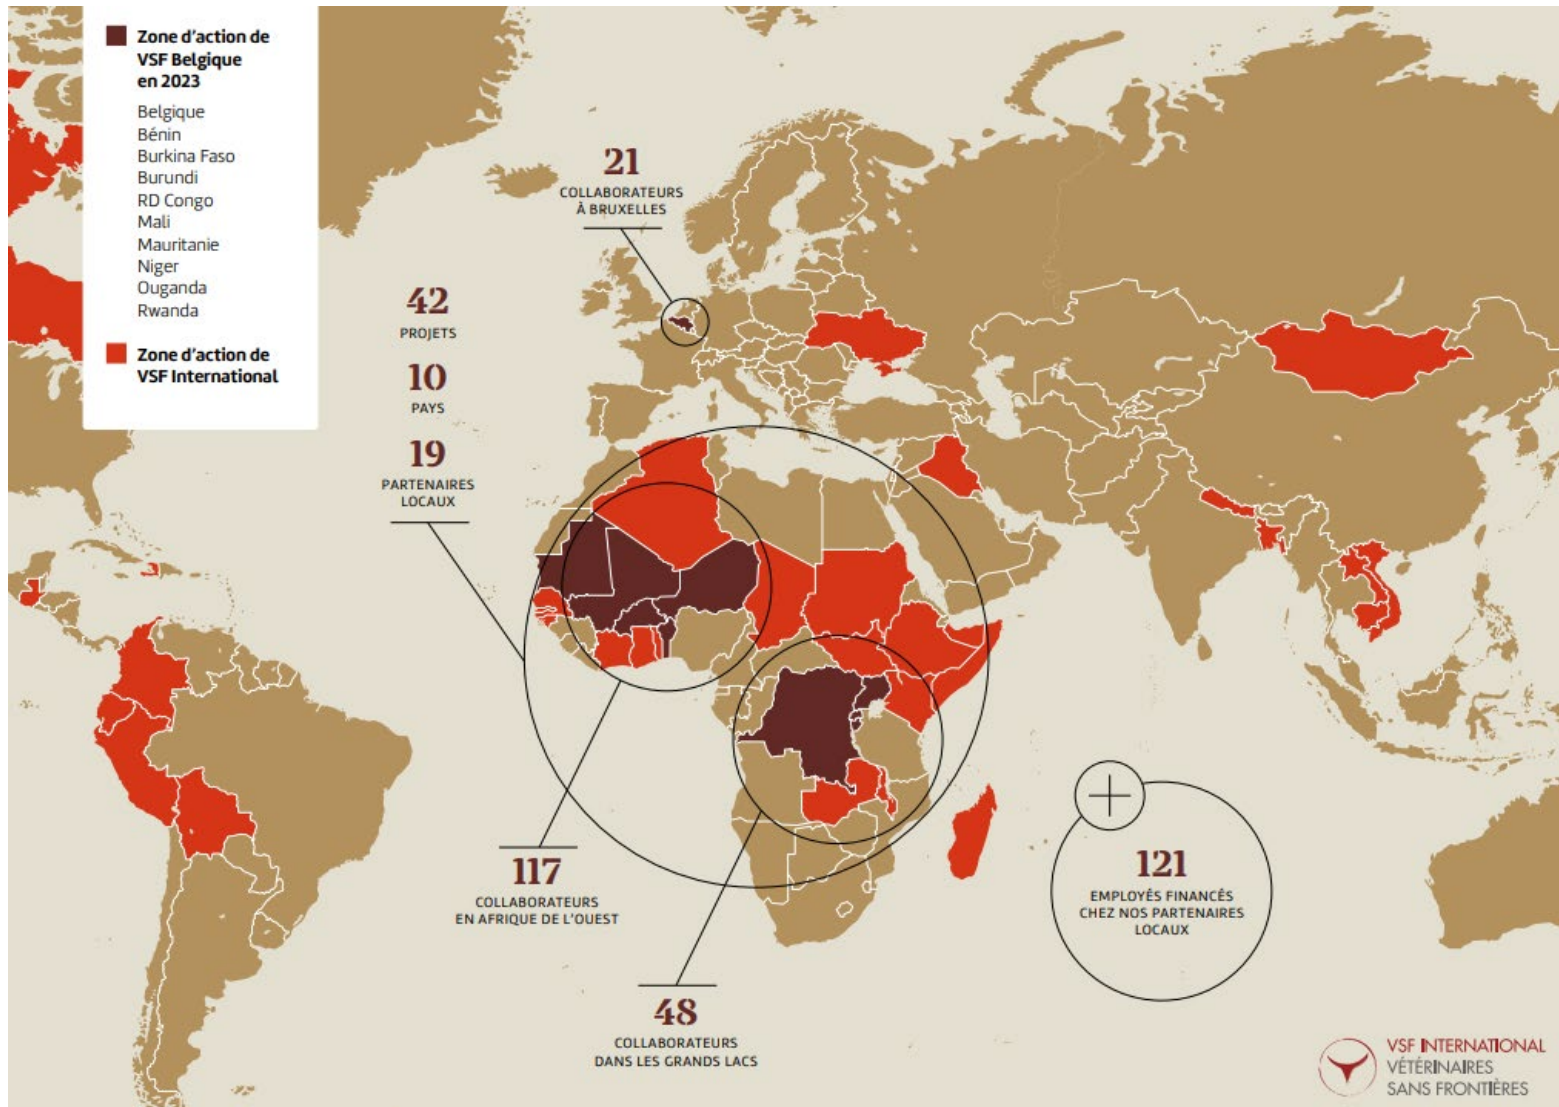 Zone d'action de
VSF Belgique
en 2023
Belgique
Bénin
Burkina Faso
Burundi
RD Congo
Mali
Mauritanie
Niger
Ouganda
Rwanda
Zone d'action de
VSF International
21
COLLABORATEURS
À BRUXELLES
42
PROJETS
10
PAYS
19
PARTENAIRES
LOCAUX
117
COLLABORATEURS
EN AFRIQUE DE L'OUEST
48
COLLABORATEURS
DANS LES GRANDS LACS
121
EMPLOYÉS FINANCÉS
CHEZ NOS PARTENAIRES
LOCAUX
VSF INTERNATIONAL
VÉTÉRINAIRES
SANS FRONTIÈRES